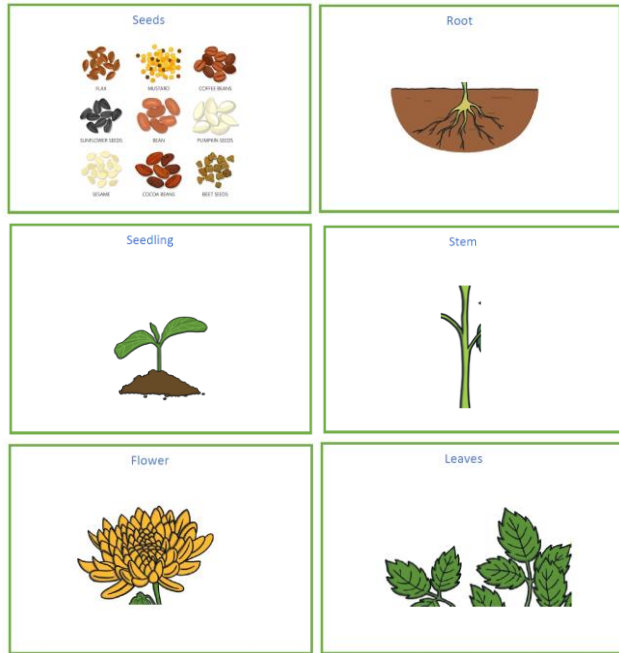 Seeds
FLAX MUSTARD COFFEE BEANS
SUNFLOWER SEEDS BEAN PUMPKIN SEEDS
SESAME COCOA BEANS BEET SEEDS
Root
Seedling
Stem
Flower
Leaves